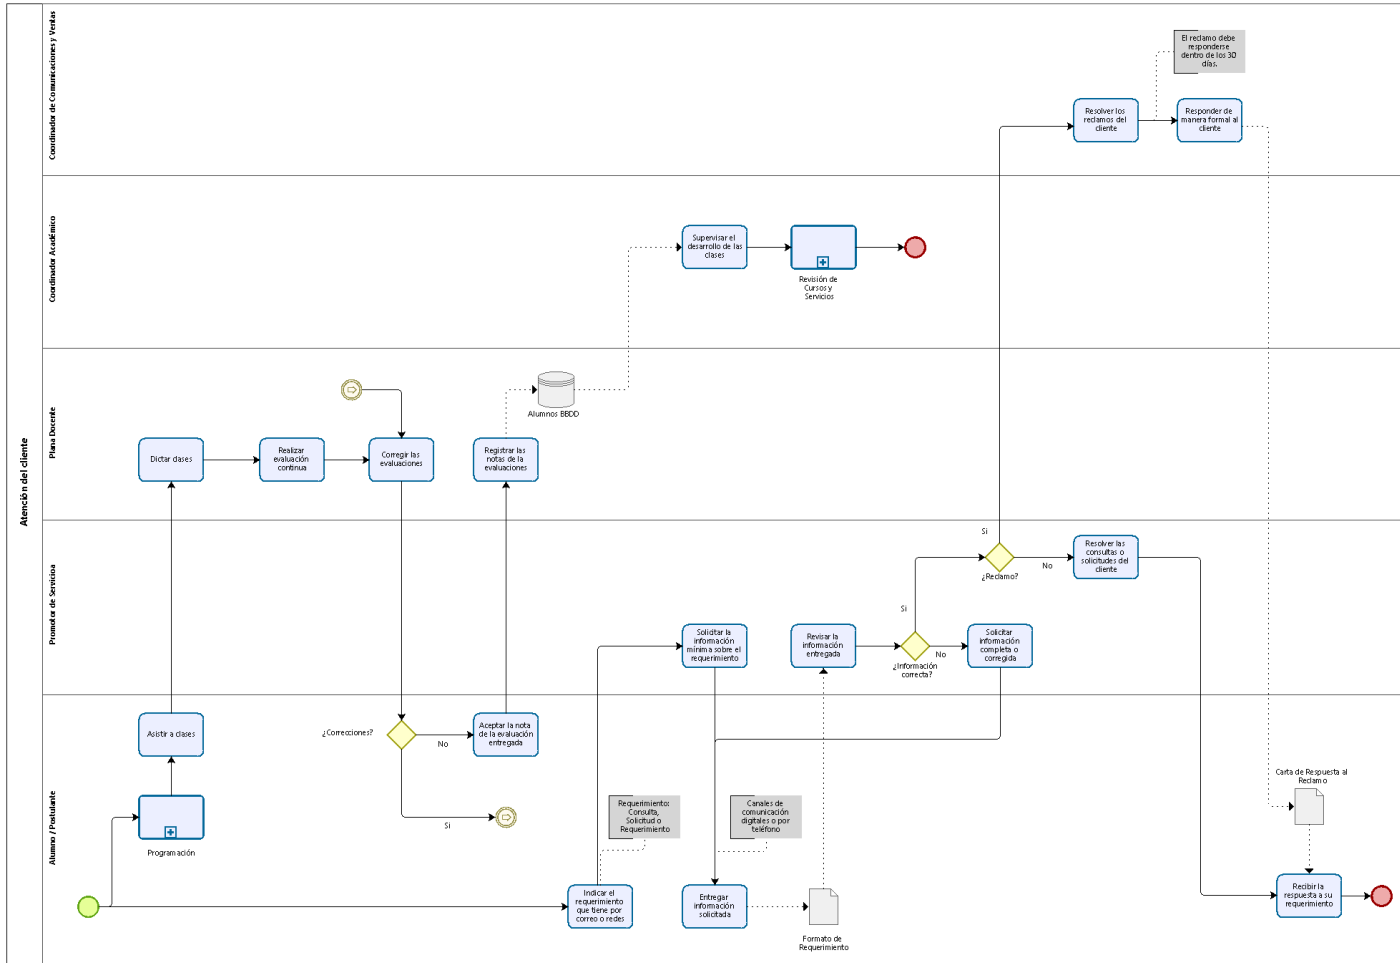 Atención del cliente
Coordinador de Comunicaciones y Ventas
El reclamo debe
responderse
dentro de los 30
días.
Resolver los
reclamos del
cliente
Responder de
manera formal al
cliente
Coordinador Académico
Supervisar el
desarrollo de las
clases
Revisión de
Cursos y
Servicios
Plana Docente
Alumnos BBDD
Dictar clases
Realizar
evaluación
continua
Corregir las
evaluaciones
Registrar las
notas de la
evaluaciones
Promotor de Servicios
Si
¿Reclamo?
No
Resolver las
consultas o
solicitudes del
cliente
Solicitar la
información
mínima sobre el
requerimiento
Revisar la
información
entregada
Si
¿Información
correcta?
No
Solicitar
información
completa o
corregida
Alumno / Postulante
Asistir a clases
¿Correcciones?
No
Aceptar la nota
de la evaluación
entregada
Si
Programación
Requerimiento:
Consulta,
Solicitud o
Requerimiento
Canales de
comunicación
digitales o por
teléfono
Carta de Respuesta al
Reclamo
Indicar el
requerimiento
que tiene por
correo o redes
Entregar
información
solicitada
Formato de
Requerimiento
Recibir la
respuesta a su
requerimiento